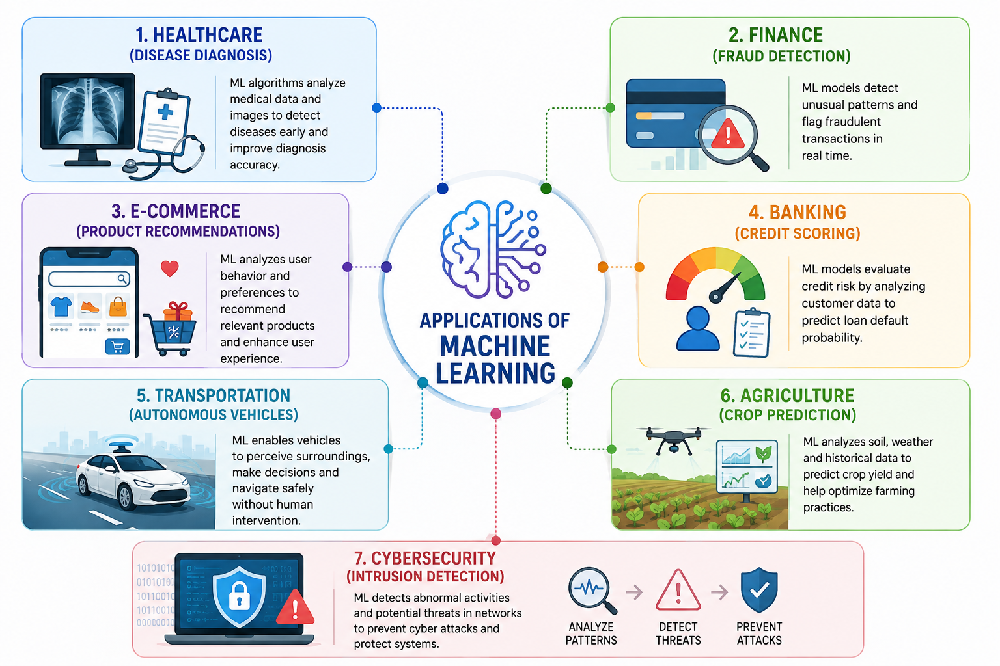 1. HEALTHCARE
(DISEASE DIAGNOSIS)
ML algorithms analyze
medical data and
images to detect
diseases early and
improve diagnosis
accuracy.
2. FINANCE
(FRAUD DETECTION)
ML models detect
unusual patterns and
flag fraudulent
transactions in
real time.
3. E-COMMERCE
(PRODUCT RECOMMENDATIONS)
ML analyzes user
behavior and
preferences to
recommend
relevant products
and enhance user
experience.
APPLICATIONS OF
MACHINE
LEARNING
4. BANKING
(CREDIT SCORING)
ML models evaluate
credit risk by analyzing
customer data to
predict loan default
probability.
5. TRANSPORTATION
(AUTONOMOUS VEHICLES)
ML enables vehicles
to perceive surroundings,
make decisions and
navigate safely
without human
intervention.
6. AGRICULTURE
(CROP PREDICTION)
ML analyzes soil, weather
and historical data to
predict crop yield and
help optimize farming
practices.
7. CYBERSECURITY
(INTRUSION DETECTION)
ML detects abnormal activities
and potential threats in networks
to prevent cyber attacks and
protect systems.
ANALYZE
PATTERNS
DETECT
THREATS
PREVENT
ATTACKS